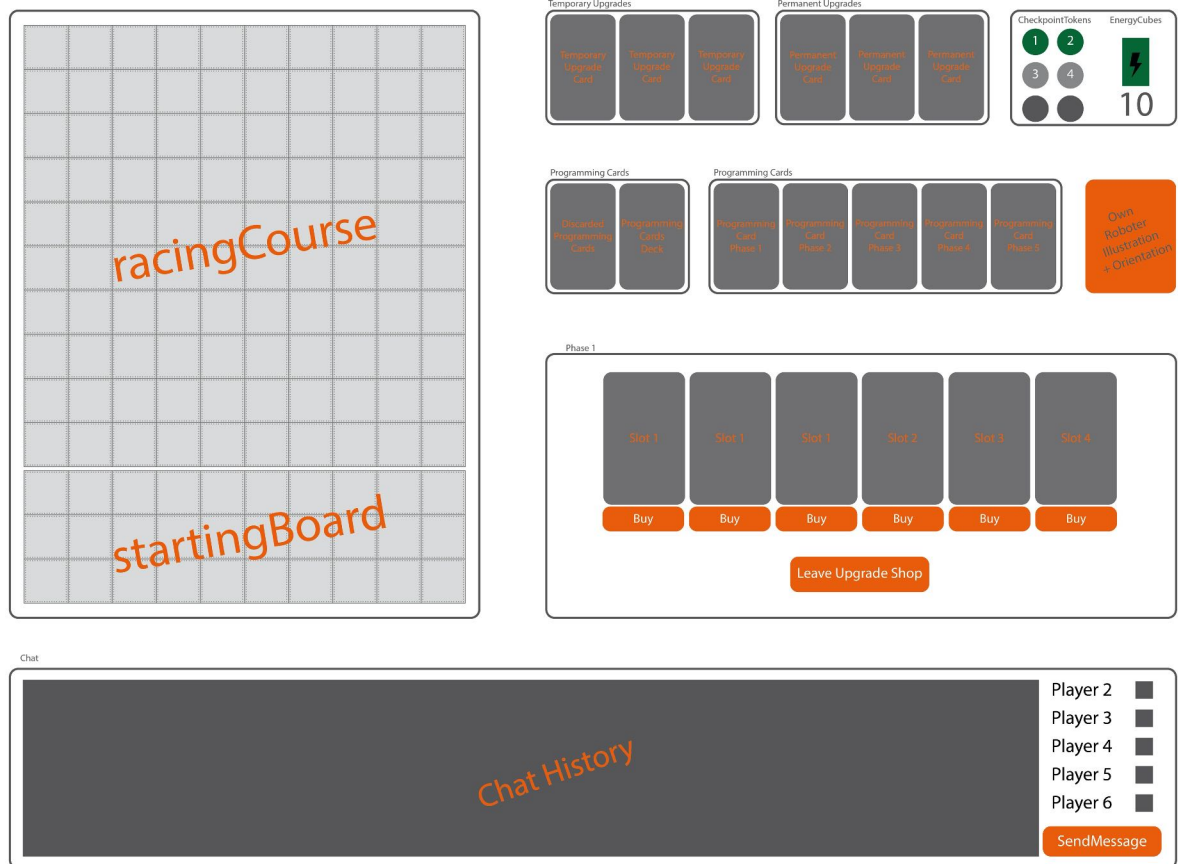 Temporary Upgrades
Permanent Upgrades
Temporary
Upgrade
Card
Temporary
Upgrade
Card
Temporary
Upgrade
Card
Permanent
Upgrade
Card
Permanent
Upgrade
Card
Permanent
Upgrade
Card
CheckpointTokens
EnergyCubes
1
2
3
4
10
racingCourse
startingBoard
Programming Cards
Programming Cards
Discarded
Programming
Cards
Programming
Cards
Deck
Programming
Card
Phase 1
Programming
Card
Phase 2
Programming
Card
Phase 3
Programming
Card
Phase 4
Programming
Card
Phase 5
Own
Roboter
Illustration
+ Orientation
Phase 1
Slot 1
Slot 1
Slot 1
Slot 2
Slot 3
Slot 4
Buy
Buy
Buy
Buy
Buy
Buy
Leave Upgrade Shop
Chat
Chat History
Player 2
Player 3
Player 4
Player 5
Player 6
SendMessage